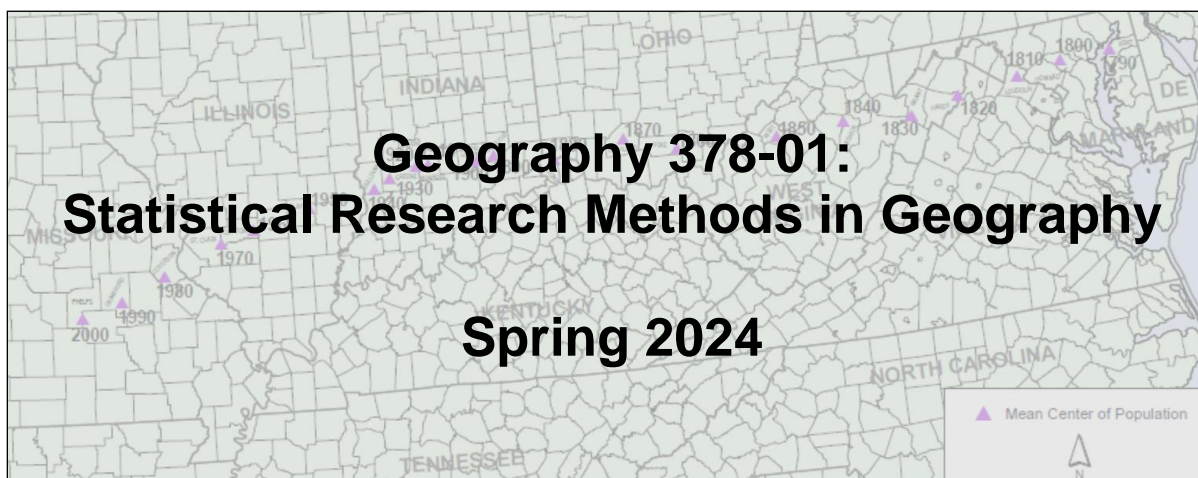 OHIO
1800
1810
1790
INDIANA
DE
ILLINOIS
1840
1820
1870
1850
1830
MARYLAND
Geography 378-01:
1930
WEST
Statistical Research Methods in Geography
MISSOURI
1970
1980
KENTUCKY
1990
2000
Spring 2024
NORTH CAROLINA
Mean Center of Population
TENNESSEE
N